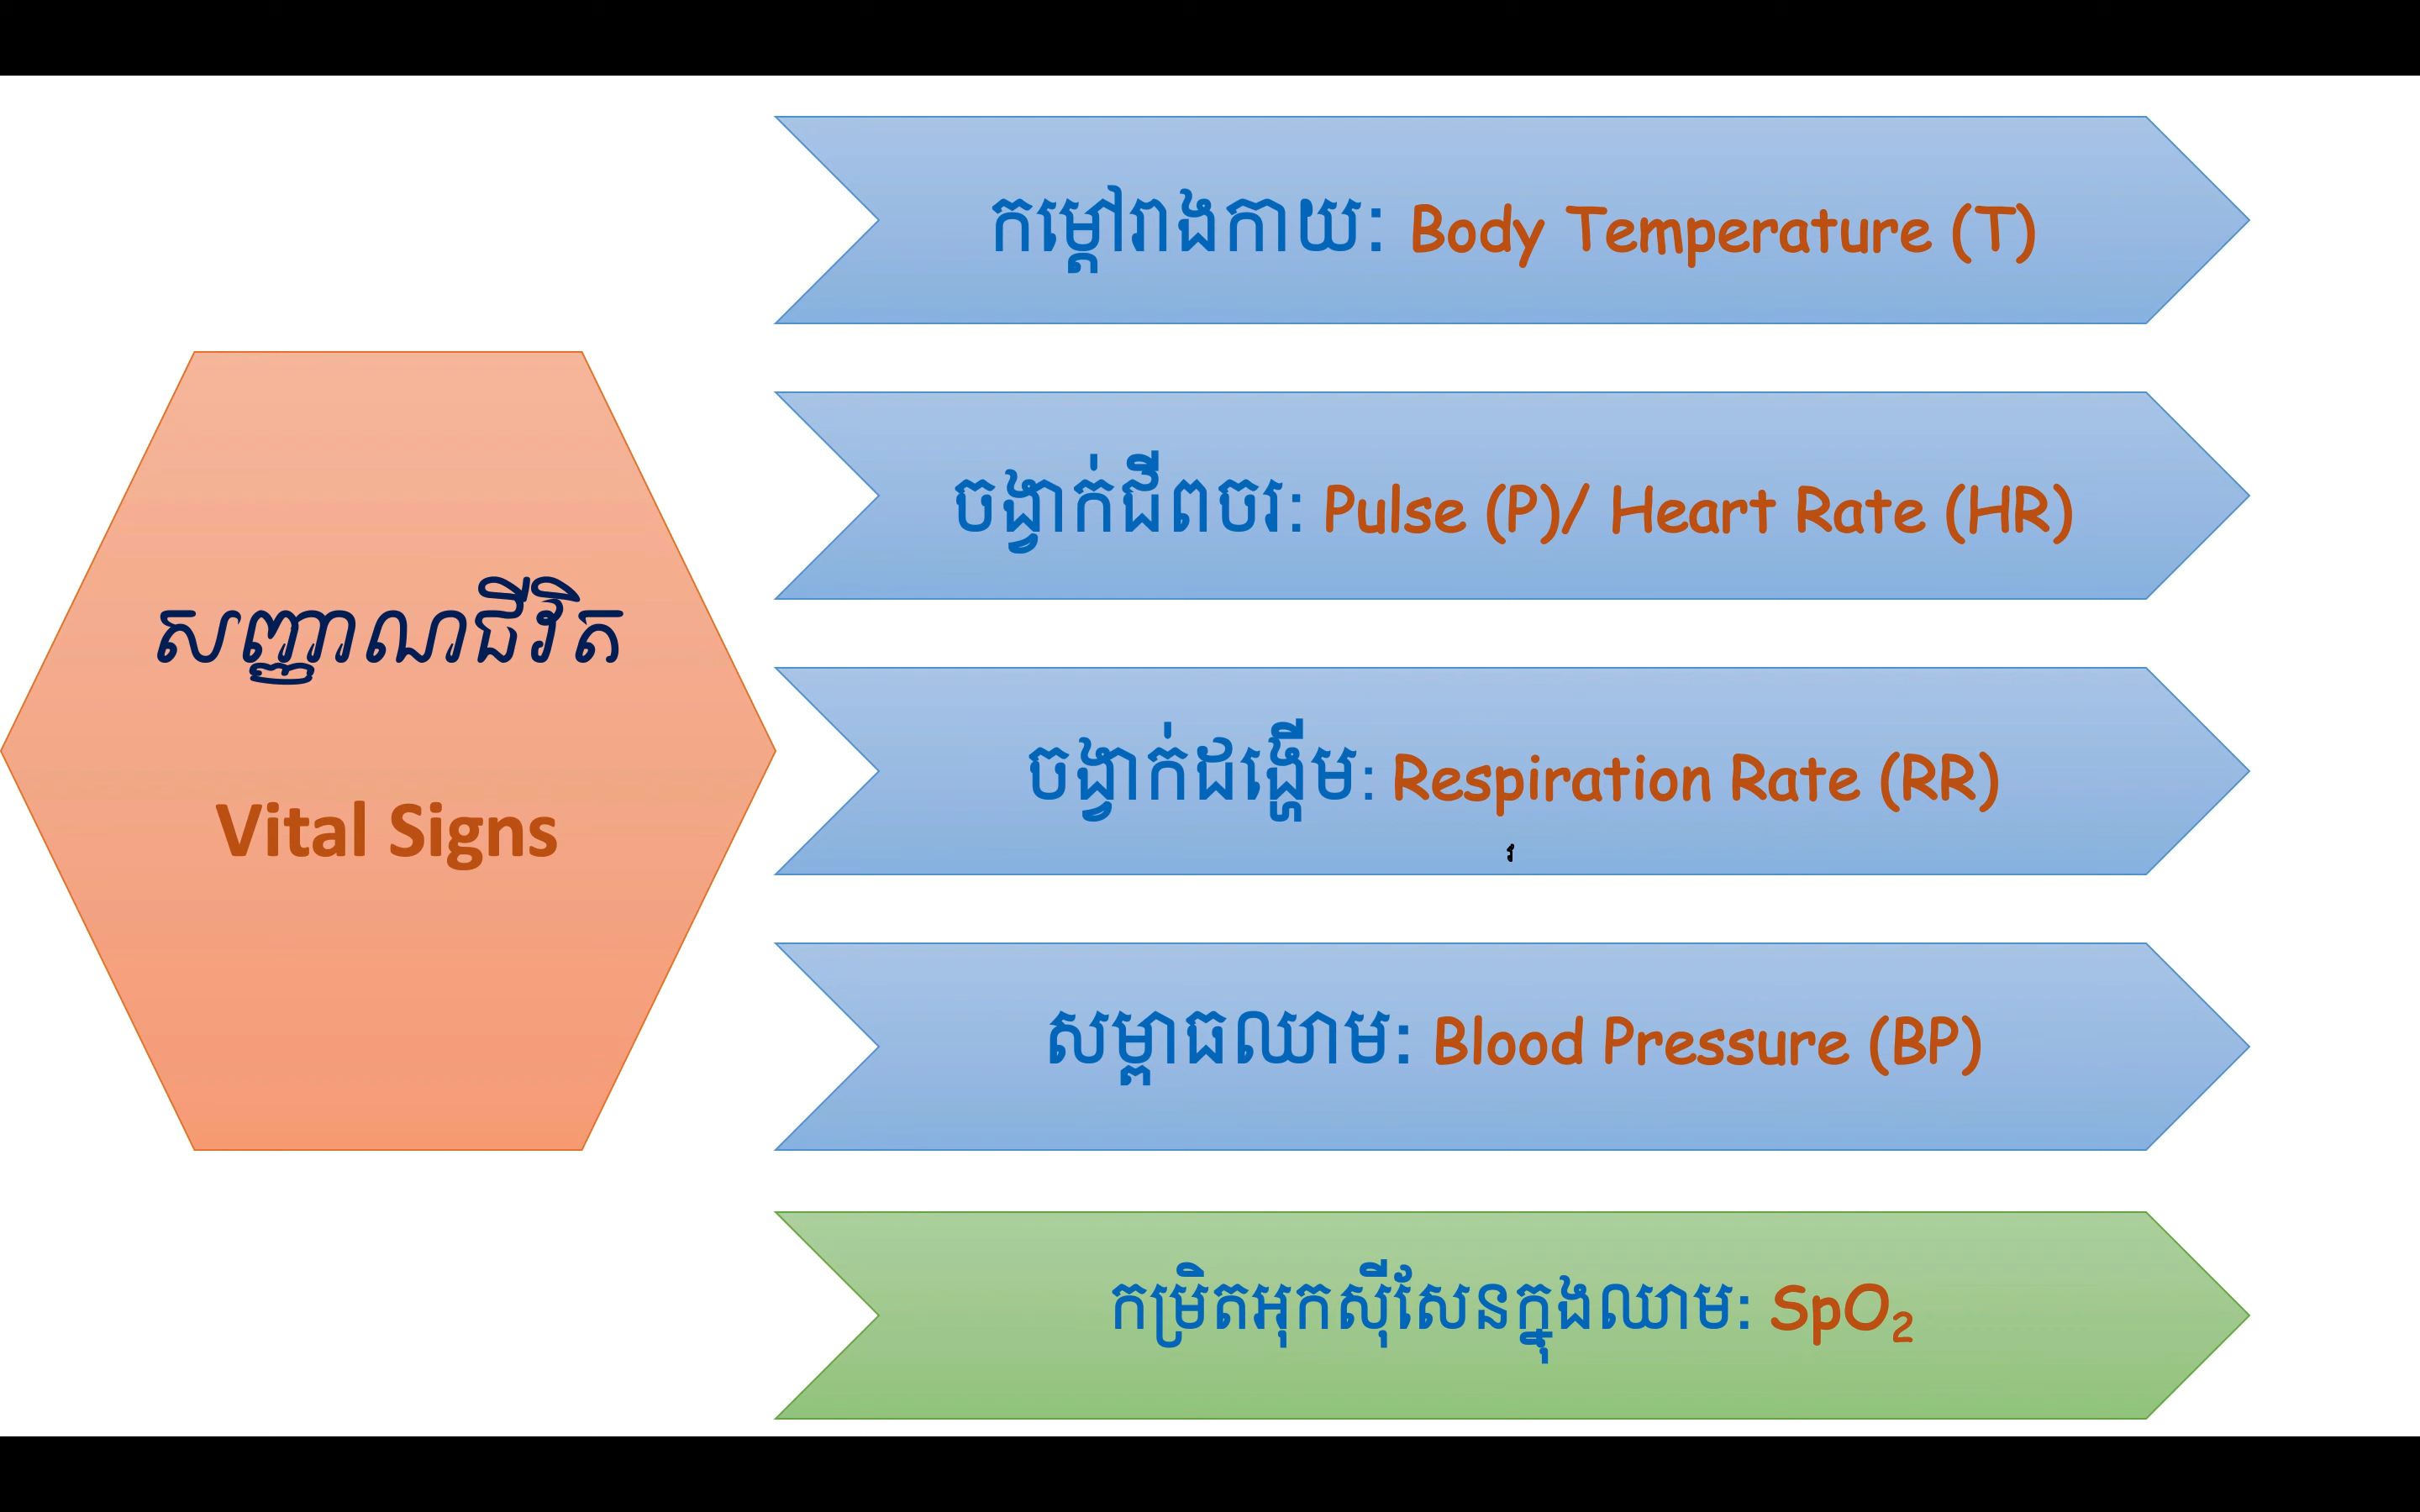 សញ្ញាណជីវិត
Vital Signs
កម្តៅរាងកាយ: Body Temperature (T)
ចង្វាក់ជីពចរ: Pulse (P)/ Heart Rate (HR)
ចង្វាក់ដង្ហើម: Respiration Rate (RR)
សម្ពាធឈាម: Blood Pressure (BP)
កម្រិតអុកស៊ីសែនក្នុងឈាម: SpO₂